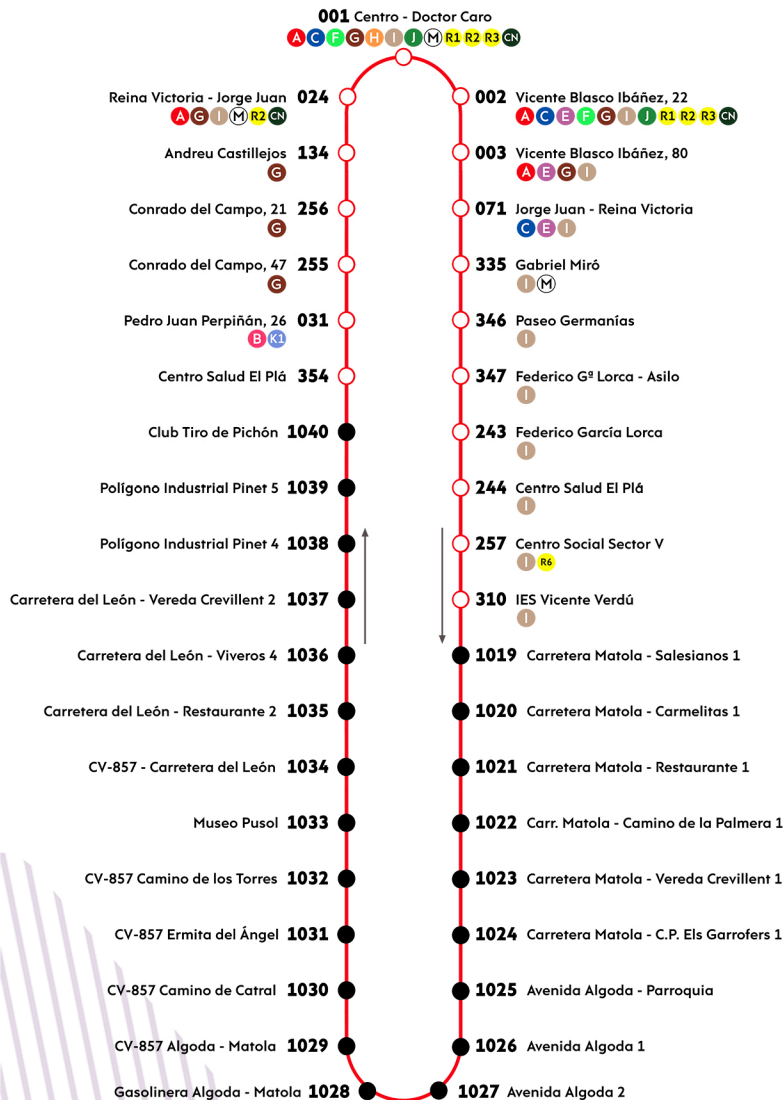 001 Centro - Doctor Caro
A C F G H I J M R1 R2 R3 CN
Reina Victoria - Jorge Juan 024
A G I M R2 CN
Andreu Castillejos 134
G
Conrado del Campo, 21 256
G
Conrado del Campo, 47 255
G
Pedro Juan Perpiñán, 26 031
B K1
Centro Salud El Plá 354
Club Tiro de Pichón 1040
Polígono Industrial Pinet 5 1039
Polígono Industrial Pinet 4 1038
Carretera del León - Vereda Crevillent 2 1037
Carretera del León - Viveros 4 1036
Carretera del León - Restaurante 2 1035
CV-857 - Carretera del León 1034
Museo Pusol 1033
CV-857 Camino de los Torres 1032
CV-857 Ermita del Ángel 1031
CV-857 Camino de Catral 1030
CV-857 Algoda - Matola 1029
Gasolinera Algoda - Matola 1028
002 Vicente Blasco Ibáñez, 22
A C E F G I J R1 R2 R3 CN
003 Vicente Blasco Ibáñez, 80
A E G I
071 Jorge Juan - Reina Victoria
C E I
335 Gabriel Miró
I M
346 Paseo Germanías
I
347 Federico Gª Lorca - Asilo
I
243 Federico García Lorca
I
244 Centro Salud El Plá
I
257 Centro Social Sector V
I R6
310 IES Vicente Verdú
I
1019 Carretera Matola - Salesianos 1
1020 Carretera Matola - Carmelitas 1
1021 Carretera Matola - Restaurante 1
1022 Carr. Matola - Camino de la Palmera 1
1023 Carretera Matola - Vereda Crevillent 1
1024 Carretera Matola - C.P. Els Garrofers 1
1025 Avenida Algoda - Parroquia
1026 Avenida Algoda 1
1027 Avenida Algoda 2